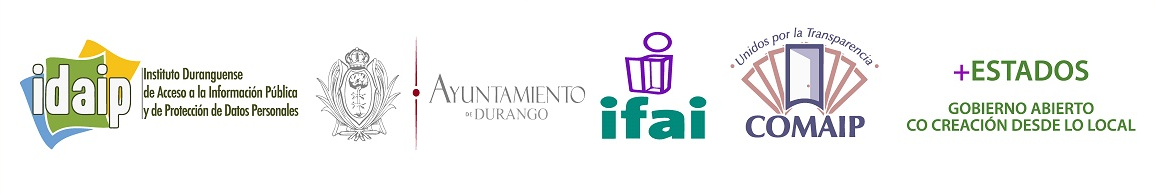 idaip
Instituto Duranguense
de Acceso a la Información Pública
y de Protección de Datos Personales
AYUNTAMIENTO
DE DURANGO
ifai
Unidos por la Transparencia
COMAIP
+ESTADOS
GOBIERNO ABIERTO
CO CREACIÓN DESDE LO LOCAL